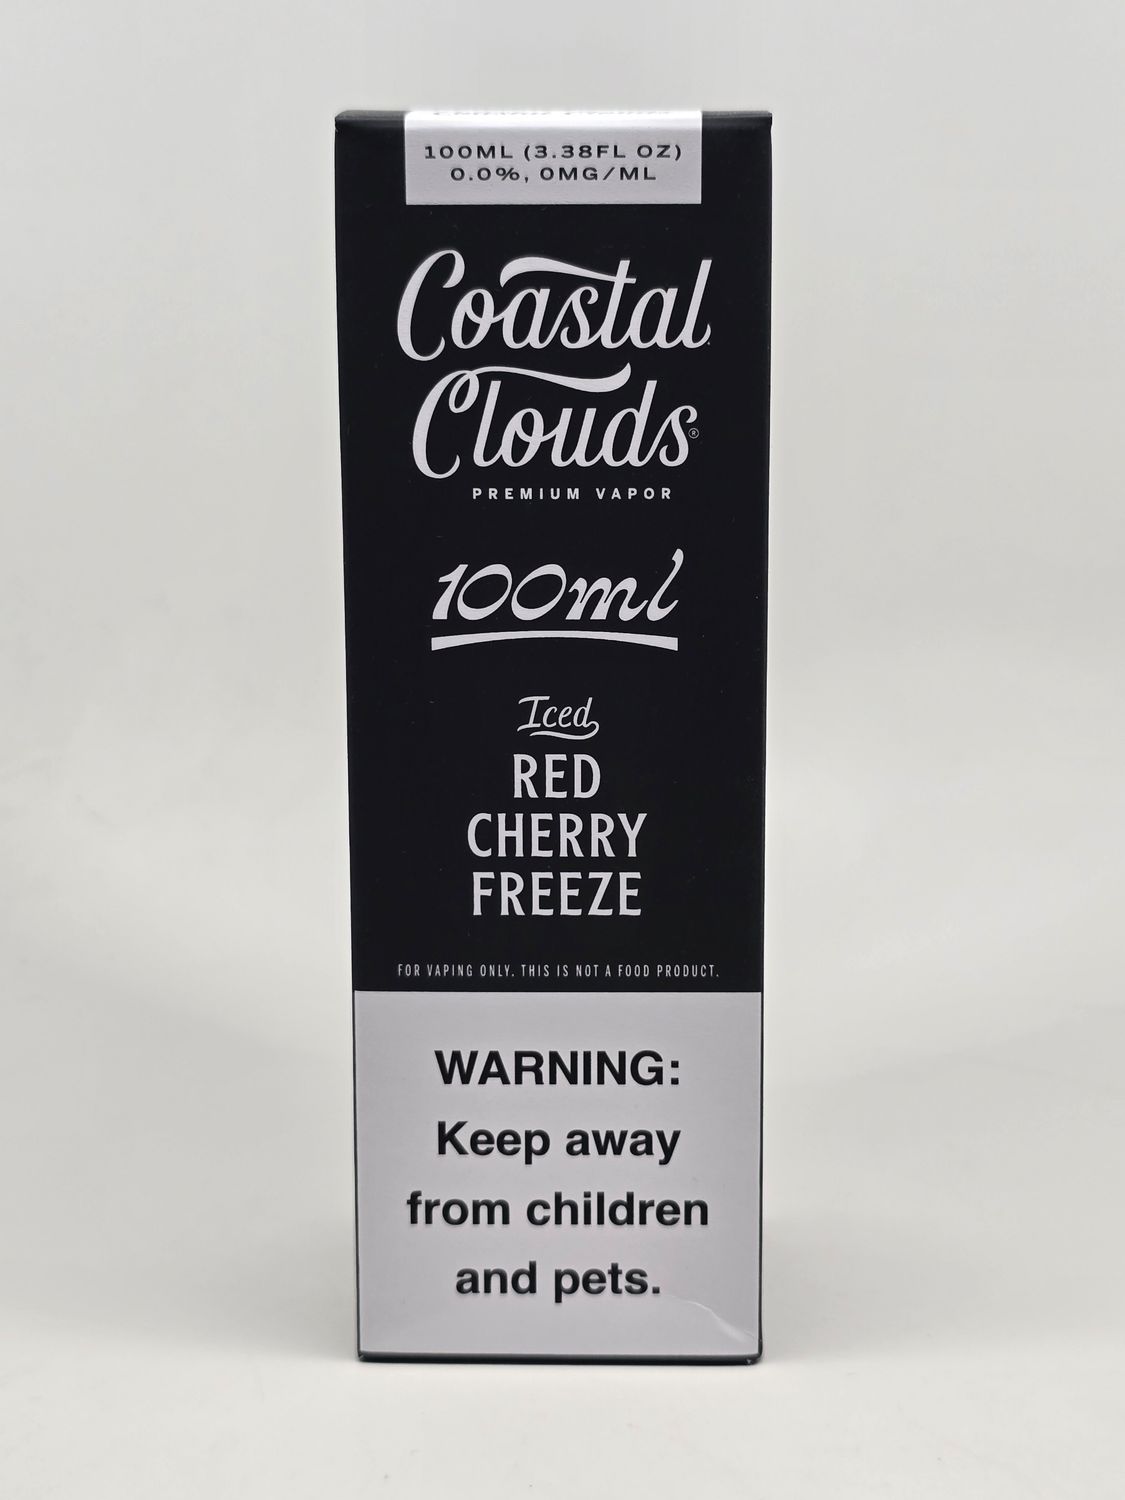 100ML (3.38FL OZ)
0.0%, 0MG/ML
Coastal
Clouds®
PREMIUM VAPOR
100ml
Iced
RED
CHERRY
FREEZE
FOR VAPING ONLY. THIS IS NOT A FOOD PRODUCT.
WARNING:
Keep away
from children
and pets.